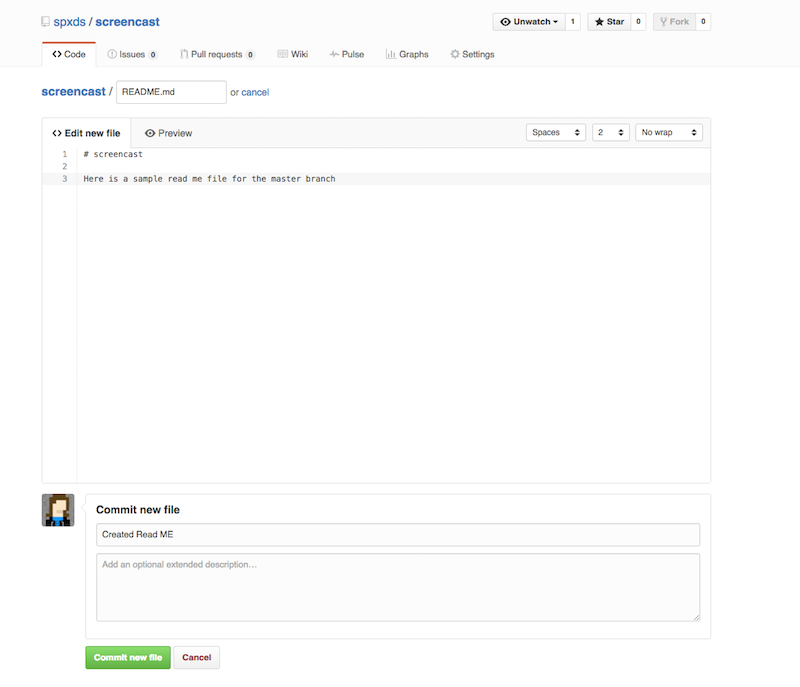 spxds / screencast Unwatch 1 Star 0 Fork 0
Code Issues 0 Pull requests 0 Wiki Pulse Graphs Settings
screencast / README.md or cancel
Edit new file Preview Spaces 2 No wrap
1 # screencast
2
3 Here is a sample read me file for the master branch
Commit new file
Created Read ME
Add an optional extended description…
Commit new file Cancel